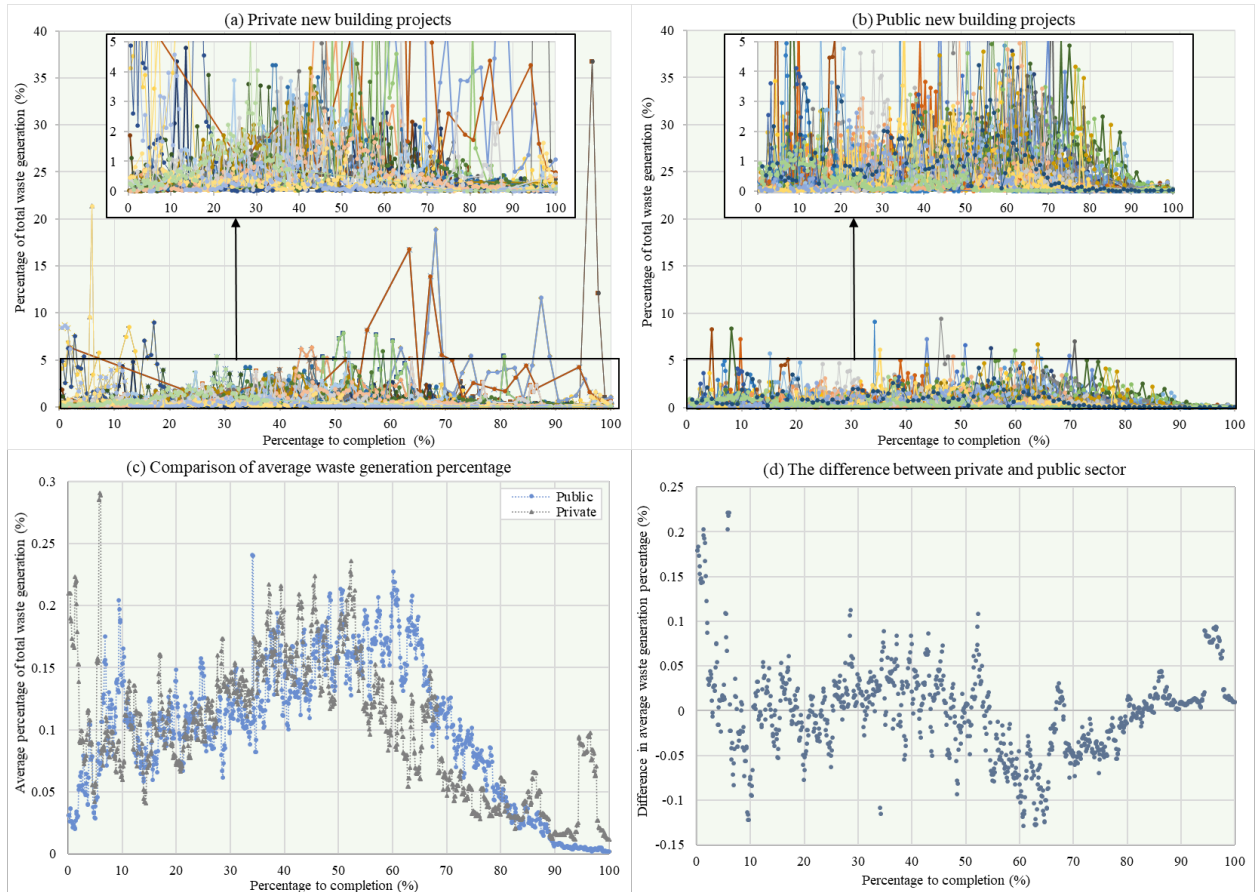 (a) Private new building projects
Percentage of total waste generation (%)
40
35
30
25
20
15
10
5
0
5
4
3
2
1
0
0 10 20 30 40 50 60 70 80 90 100
0 10 20 30 40 50 60 70 80 90 100
Percentage to completion (%)
(b) Public new building projects
Percentage of total waste generation (%)
40
35
30
25
20
15
10
5
0
5
4
3
2
1
0
0 10 20 30 40 50 60 70 80 90 100
0 10 20 30 40 50 60 70 80 90 100
Percentage to completion (%)
(c) Comparison of average waste generation percentage
Average percentage of total waste generation (%)
0.3
0.25
0.2
0.15
0.1
0.05
0
Public
Private
0 10 20 30 40 50 60 70 80 90 100
Percentage to completion (%)
(d) The difference between private and public sector
Difference in average waste generation percentage (%)
0.25
0.2
0.15
0.1
0.05
0
-0.05
-0.1
-0.15
0 10 20 30 40 50 60 70 80 90 100
Percentage to completion (%)